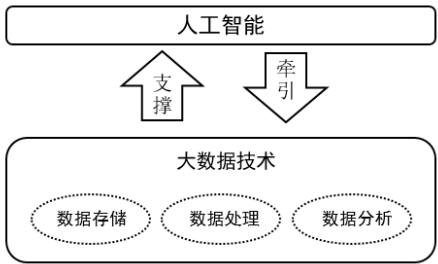 人工智能
支撑
牵引
大数据技术
数据存储 数据处理 数据分析